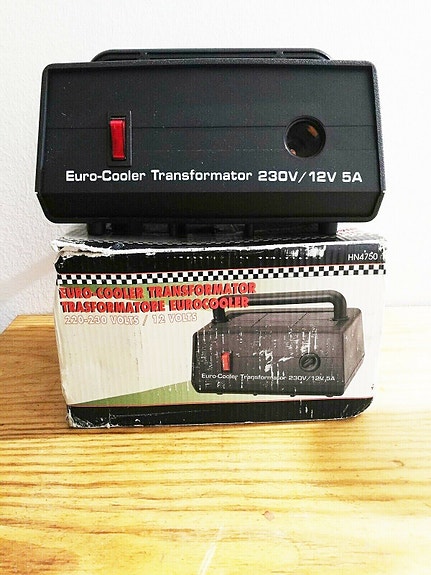 Euro-Cooler Transformator 230V/12V 5A
HN4750
EURO-COOLER TRANSFORMATOR
TRASFORMATORE EUROCOOLER
220-230 VOLTS / 12 VOLTS
Euro-Cooler Transformator 230V/12V 5A